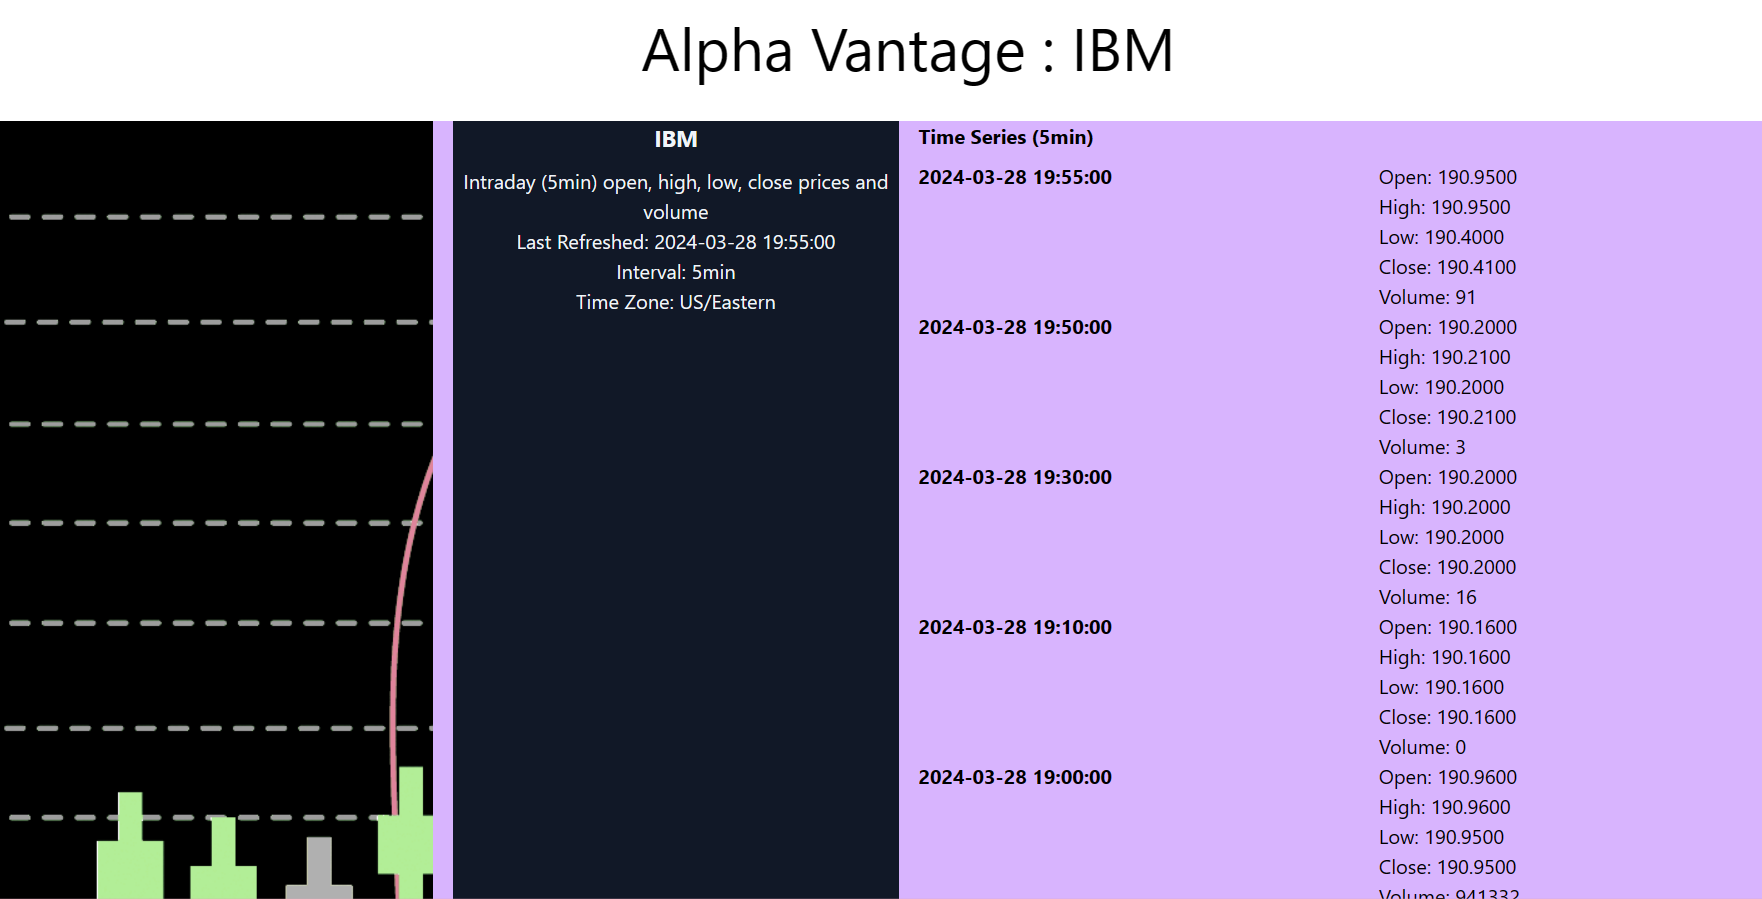 Alpha Vantage : IBM
IBM
Intraday (5min) open, high, low, close prices and
volume
Last Refreshed: 2024-03-28 19:55:00
Interval: 5min
Time Zone: US/Eastern
Time Series (5min)
2024-03-28 19:55:00
Open: 190.9500
High: 190.9500
Low: 190.4000
Close: 190.4100
Volume: 91
2024-03-28 19:50:00
Open: 190.2000
High: 190.2100
Low: 190.2000
Close: 190.2100
Volume: 3
2024-03-28 19:30:00
Open: 190.2000
High: 190.2000
Low: 190.2000
Close: 190.2000
Volume: 16
2024-03-28 19:10:00
Open: 190.1600
High: 190.1600
Low: 190.1600
Close: 190.1600
Volume: 0
2024-03-28 19:00:00
Open: 190.9600
High: 190.9600
Low: 190.9500
Close: 190.9500
Volume: 941332